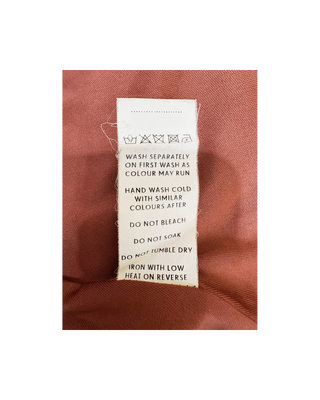 WASH SEPARATELY
ON FIRST WASH AS
COLOUR MAY RUN
HAND WASH COLD
WITH SIMILAR
COLOURS AFTER
DO NOT BLEACH
DO NOT SOAK
DO NOT TUMBLE DRY
IRON WITH LOW
HEAT ON REVERSE